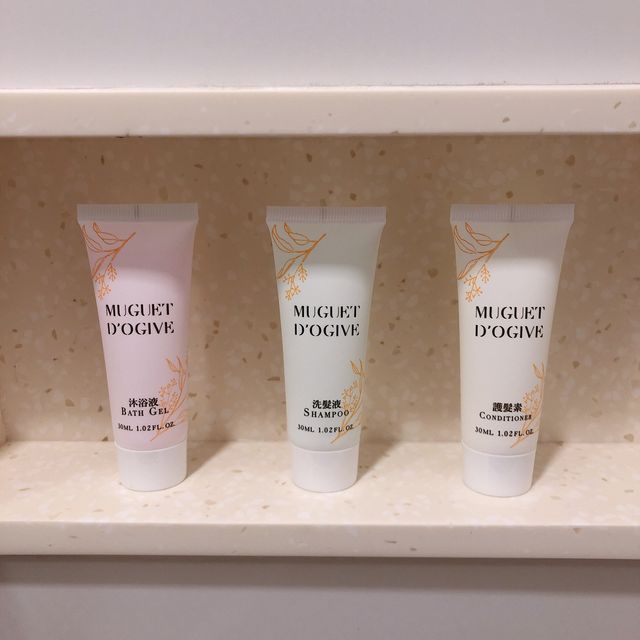 MUGUET
D'OGIVE
沐浴液
BATH GEL
30ML 1.02FL. OZ.
MUGUET
D'OGIVE
洗髮液
SHAMPOO
30ML 1.02FL. OZ.
MUGUET
D'OGIVE
護髮素
CONDITIONER
30ML 1.02FL. OZ.